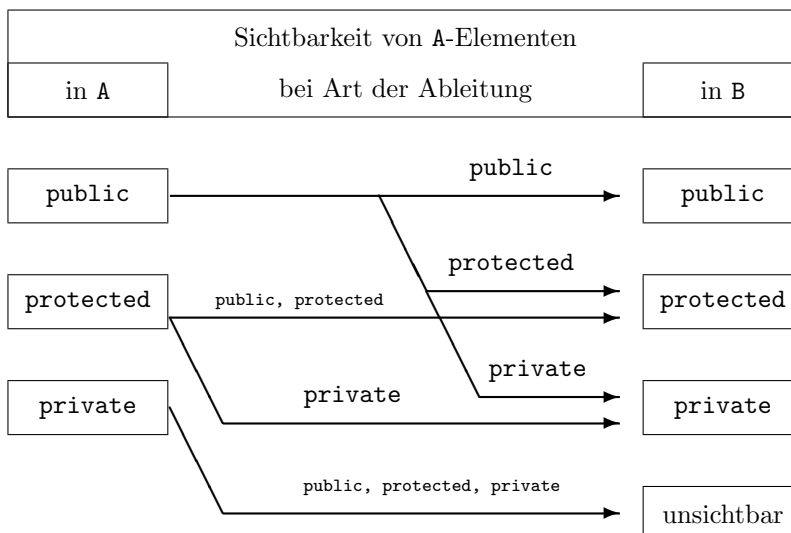 Sichtbarkeit von A-Elementen
in A bei Art der Ableitung in B
public public public
protected
protected public, protected protected
private
private private private
public, protected, private
unsichtbar